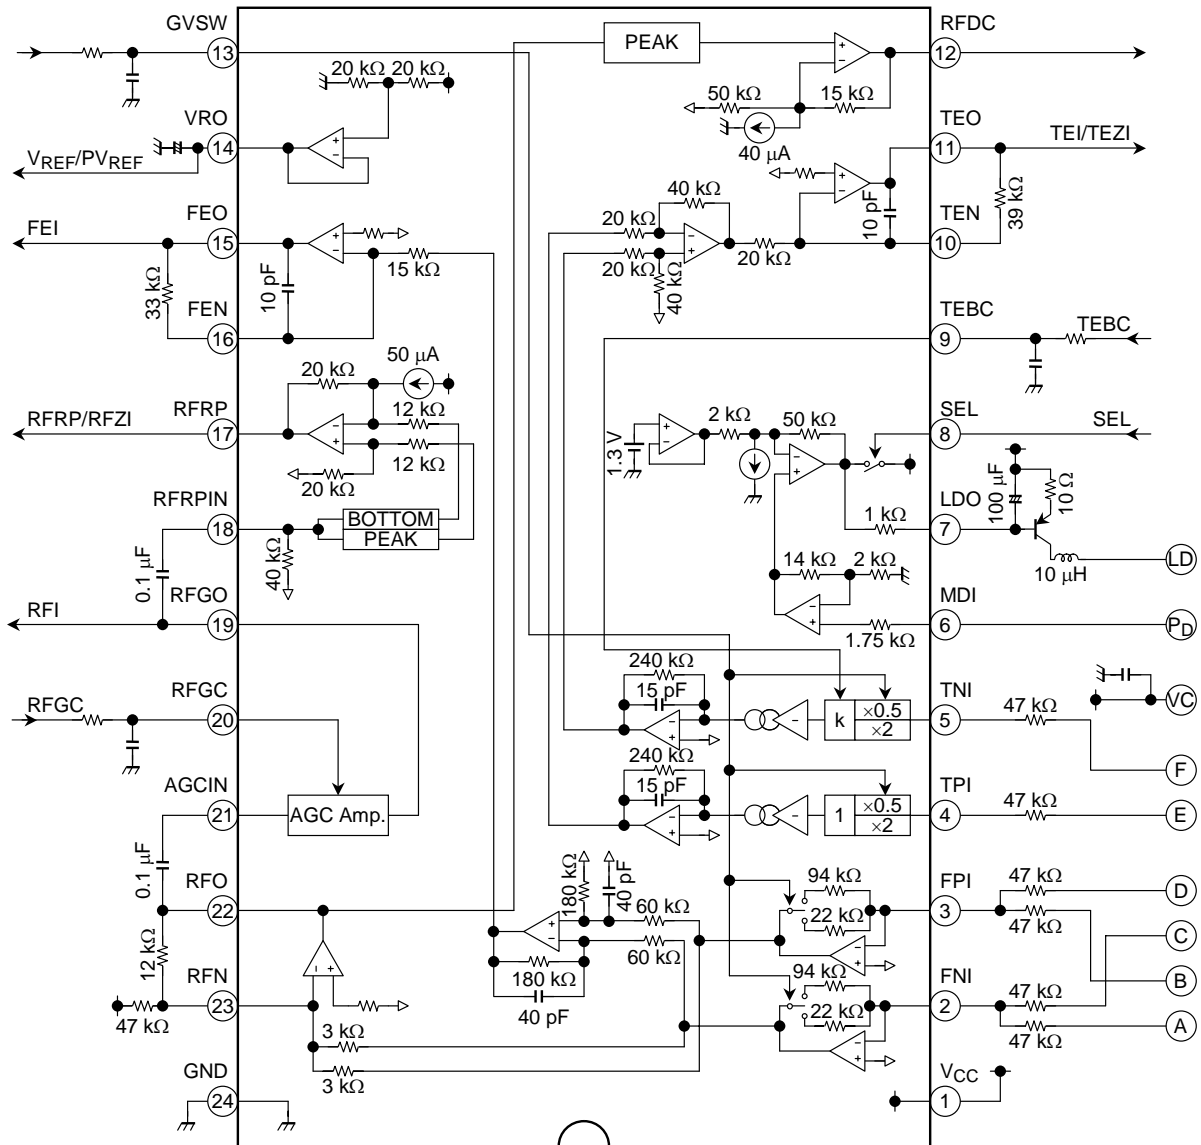 GVSW
13
PEAK
12
RFDC
20 kΩ 20 kΩ
50 kΩ
15 kΩ
40 μA
VRO
14
VREF/PVREF
11
TEO
TEI/TEZI
39 kΩ
FEI
FEO
15
15 kΩ
10 pF
33 kΩ
FEN
16
40 kΩ
20 kΩ
20 kΩ
40 kΩ
20 kΩ
10 pF
TEN
10
TEBC
9
TEBC
50 μA
20 kΩ
12 kΩ
12 kΩ
20 kΩ
RFRP/RFZI
RFRP
17
1.3 V
2 kΩ
50 kΩ
SEL
8
SEL
RFRPIN
18
BOTTOM
PEAK
40 kΩ
0.1 μF
1 kΩ
LDO
7
100 μF
10 Ω
10 μH
LD
RFI
RFGO
19
14 kΩ
2 kΩ
1.75 kΩ
MDI
6
PD
VC
RFGC
RFGC
20
240 kΩ
15 pF
k
×0.5
×2
TNI
5
47 kΩ
F
AGCIN
21
AGC Amp.
240 kΩ
15 pF
1
×0.5
×2
TPI
4
47 kΩ
E
0.1 μF
RFO
22
12 kΩ
180 kΩ
40 pF
60 kΩ
60 kΩ
180 kΩ
40 pF
94 kΩ
22 kΩ
FPI
3
47 kΩ
47 kΩ
D
C
B
A
RFN
23
47 kΩ
94 kΩ
22 kΩ
FNI
2
47 kΩ
47 kΩ
3 kΩ
3 kΩ
GND
24
VCC
1